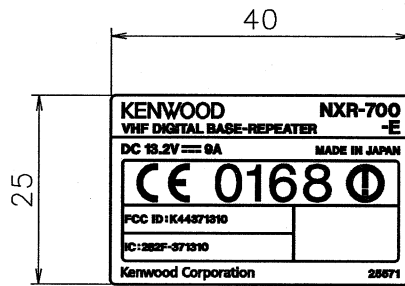 40
25
KENWOOD NXR-700
VHF DIGITAL BASE-REPEATER -E
DC 13.2V⎓9A MADE IN JAPAN
CE 0168
FCC ID:K44371310
IC:282F-371310
Kenwood Corporation 25571